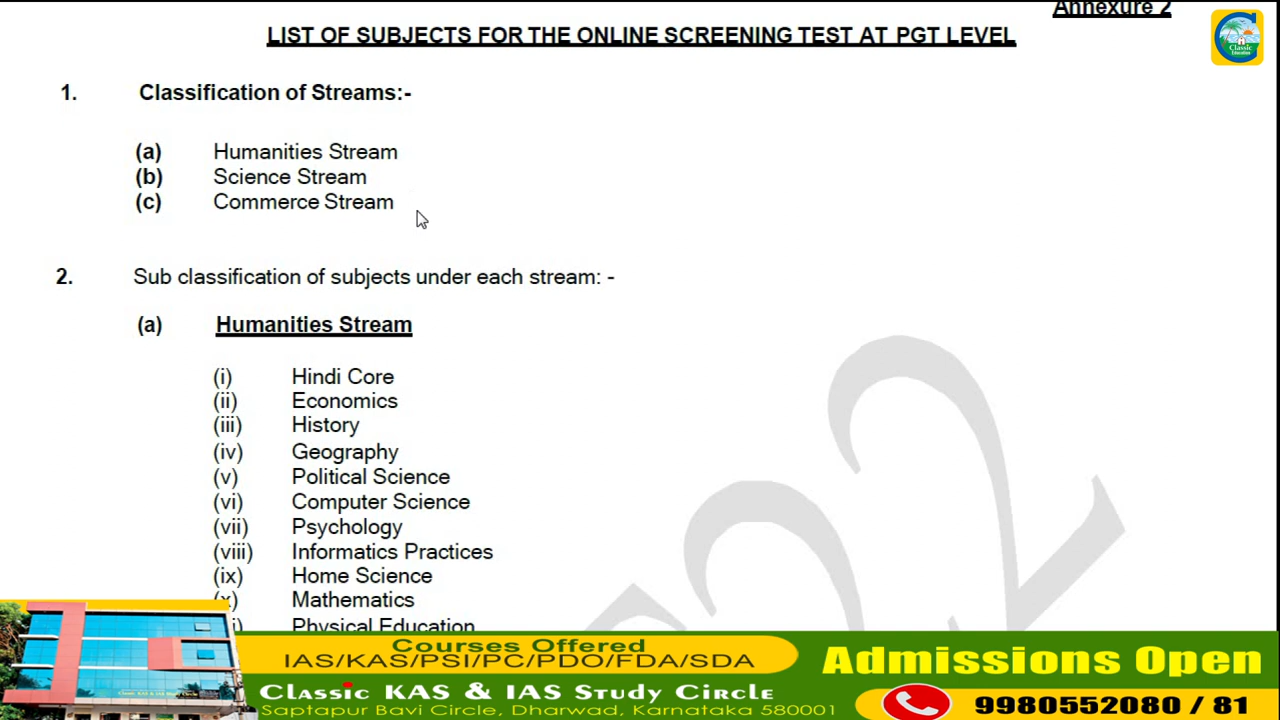 Annexure 2
LIST OF SUBJECTS FOR THE ONLINE SCREENING TEST AT PGT LEVEL
Classic
Education
1. Classification of Streams:-
(a) Humanities Stream
(b) Science Stream
(c) Commerce Stream
2. Sub classification of subjects under each stream: -
(a) Humanities Stream
(i) Hindi Core
(ii) Economics
(iii) History
(iv) Geography
(v) Political Science
(vi) Computer Science
(vii) Psychology
(viii) Informatics Practices
(ix) Home Science
(x) Mathematics
Physical Education
Courses Offered
IAS/KAS/PSI/PC/PDO/FDA/SDA
Classic KAS & IAS Study Circle
Saptapur Bavi Circle, Dharwad, Karnataka 580001
Admissions Open
9980552080 / 81